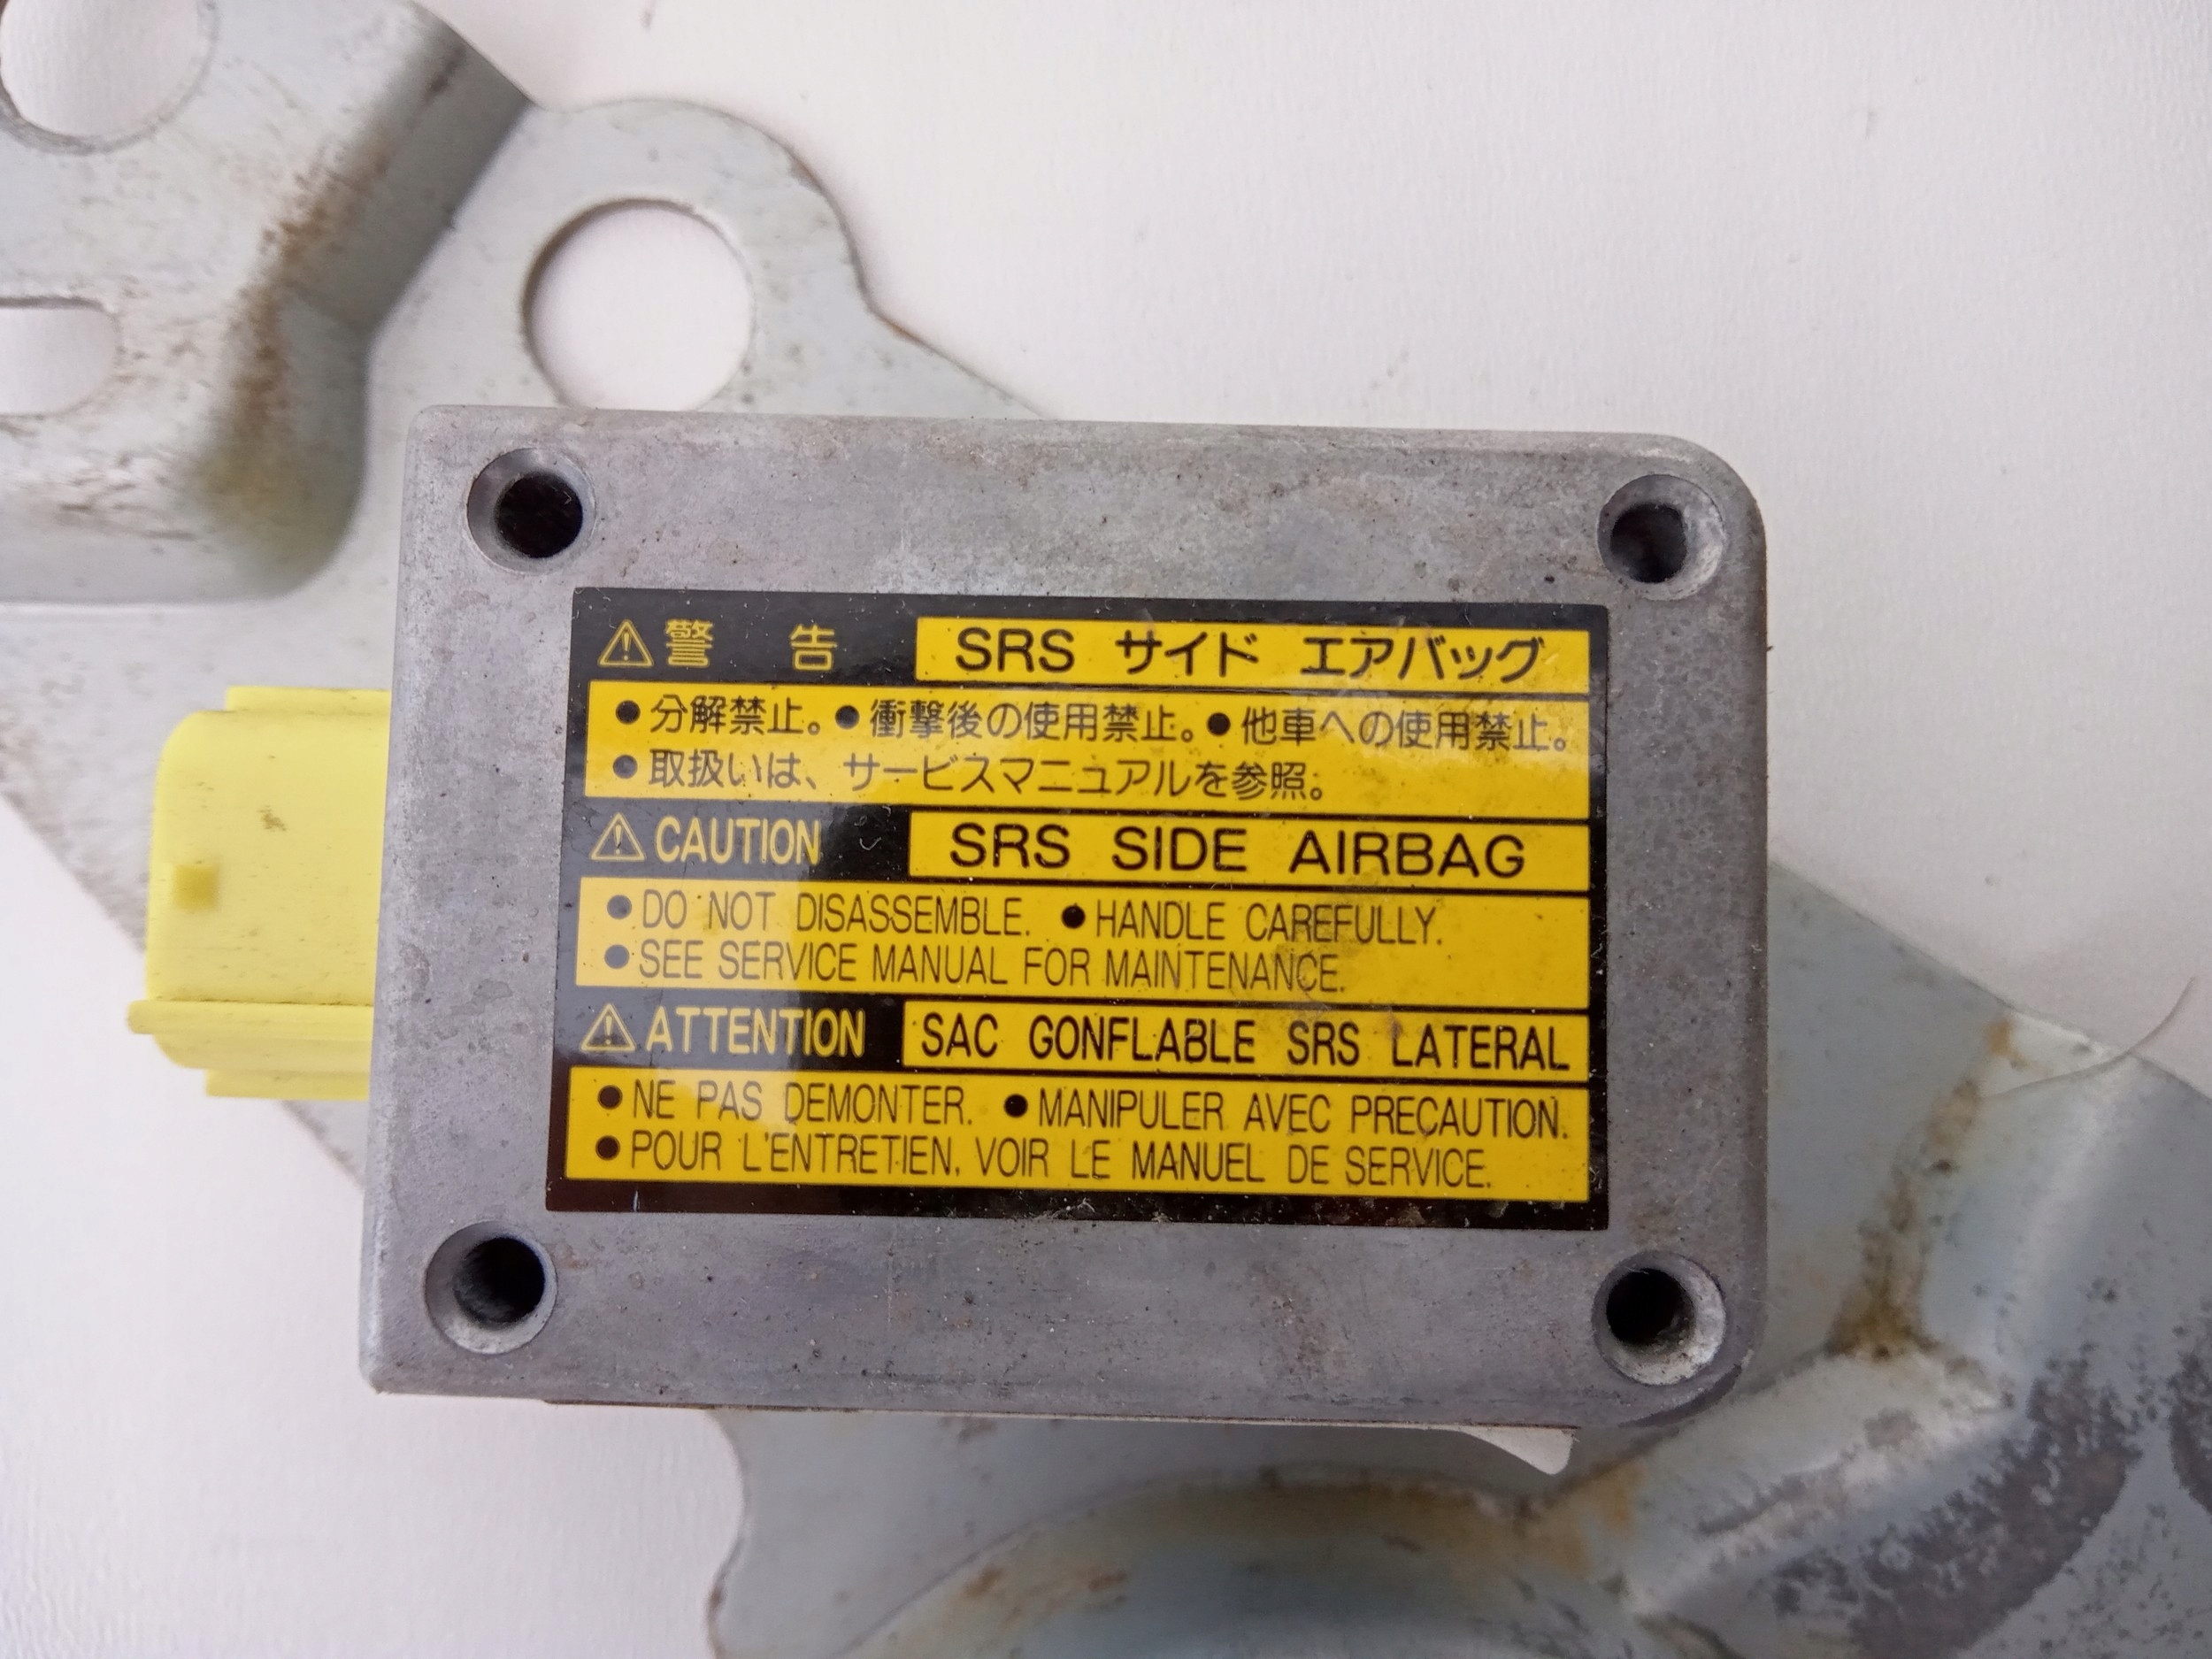 ⚠警 告 SRS サイド エアバッグ
●分解禁止。●衝撃後の使用禁止。●他車への使用禁止。
●取扱いは、サービスマニュアルを参照。
⚠CAUTION SRS SIDE AIRBAG
●DO NOT DISASSEMBLE. ●HANDLE CAREFULLY.
●SEE SERVICE MANUAL FOR MAINTENANCE.
⚠ATTENTION SAC GONFLABLE SRS LATERAL
●NE PAS DEMONTER. ●MANIPULER AVEC PRECAUTION.
●POUR L'ENTRETIEN, VOIR LE MANUEL DE SERVICE.